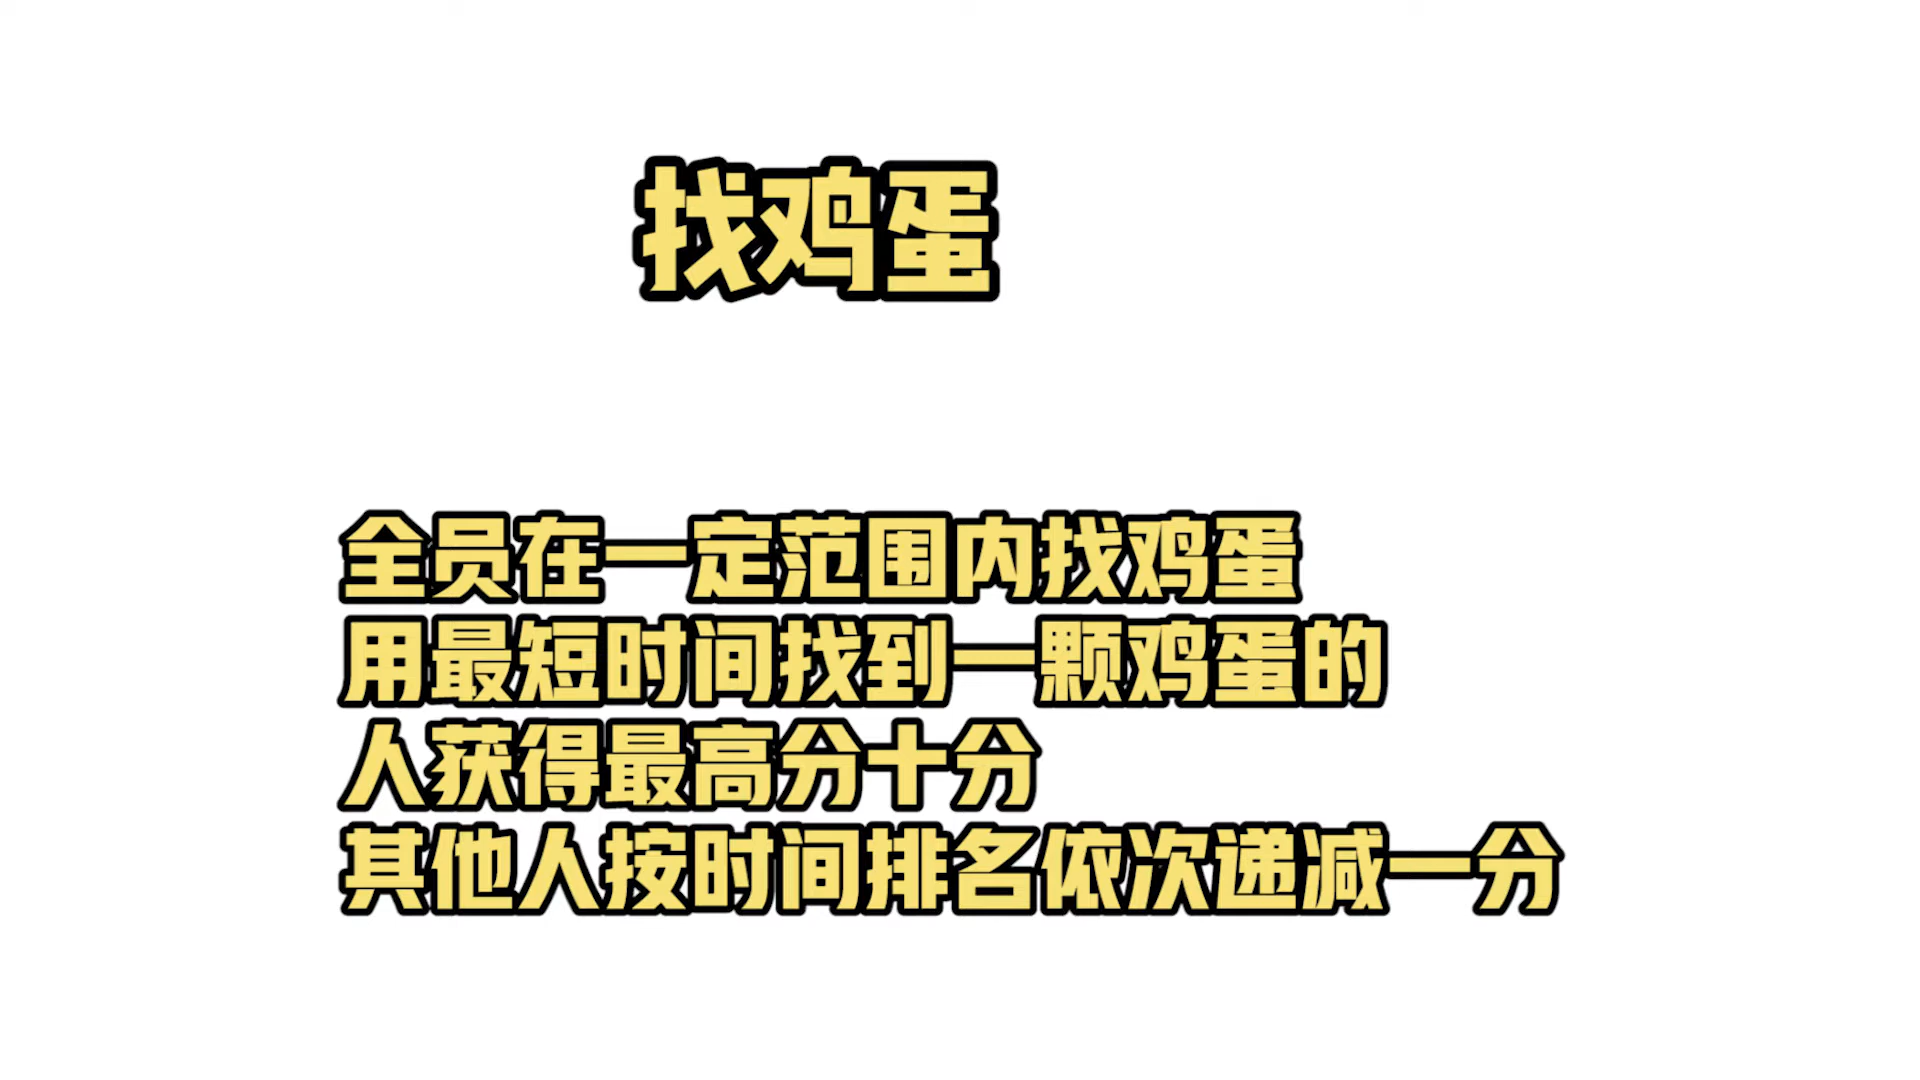 找鸡蛋
全员在一定范围内找鸡蛋
用最短时间找到一颗鸡蛋的
人获得最高分十分
其他人按时间排名依次递减一分